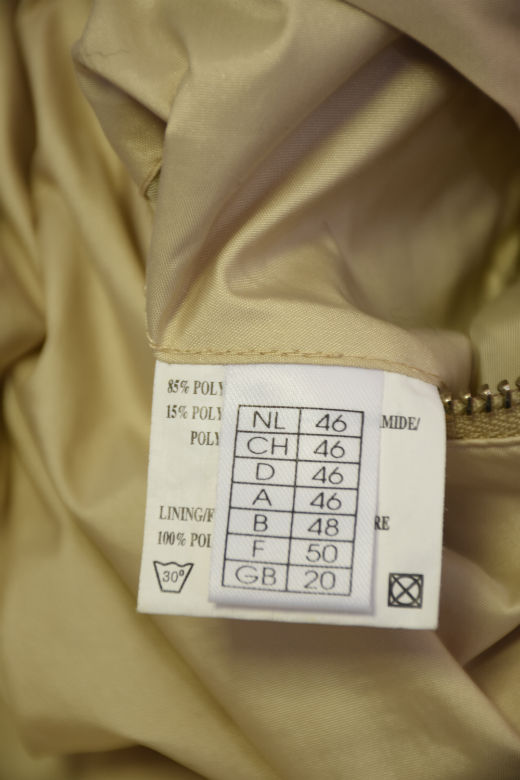 85% POLY
15% POLY AMIDE/
POLY
NL 46
CH 46
D 46
A 46
B 48
F 50
GB 20
LINING/F RE
100% POL
30°